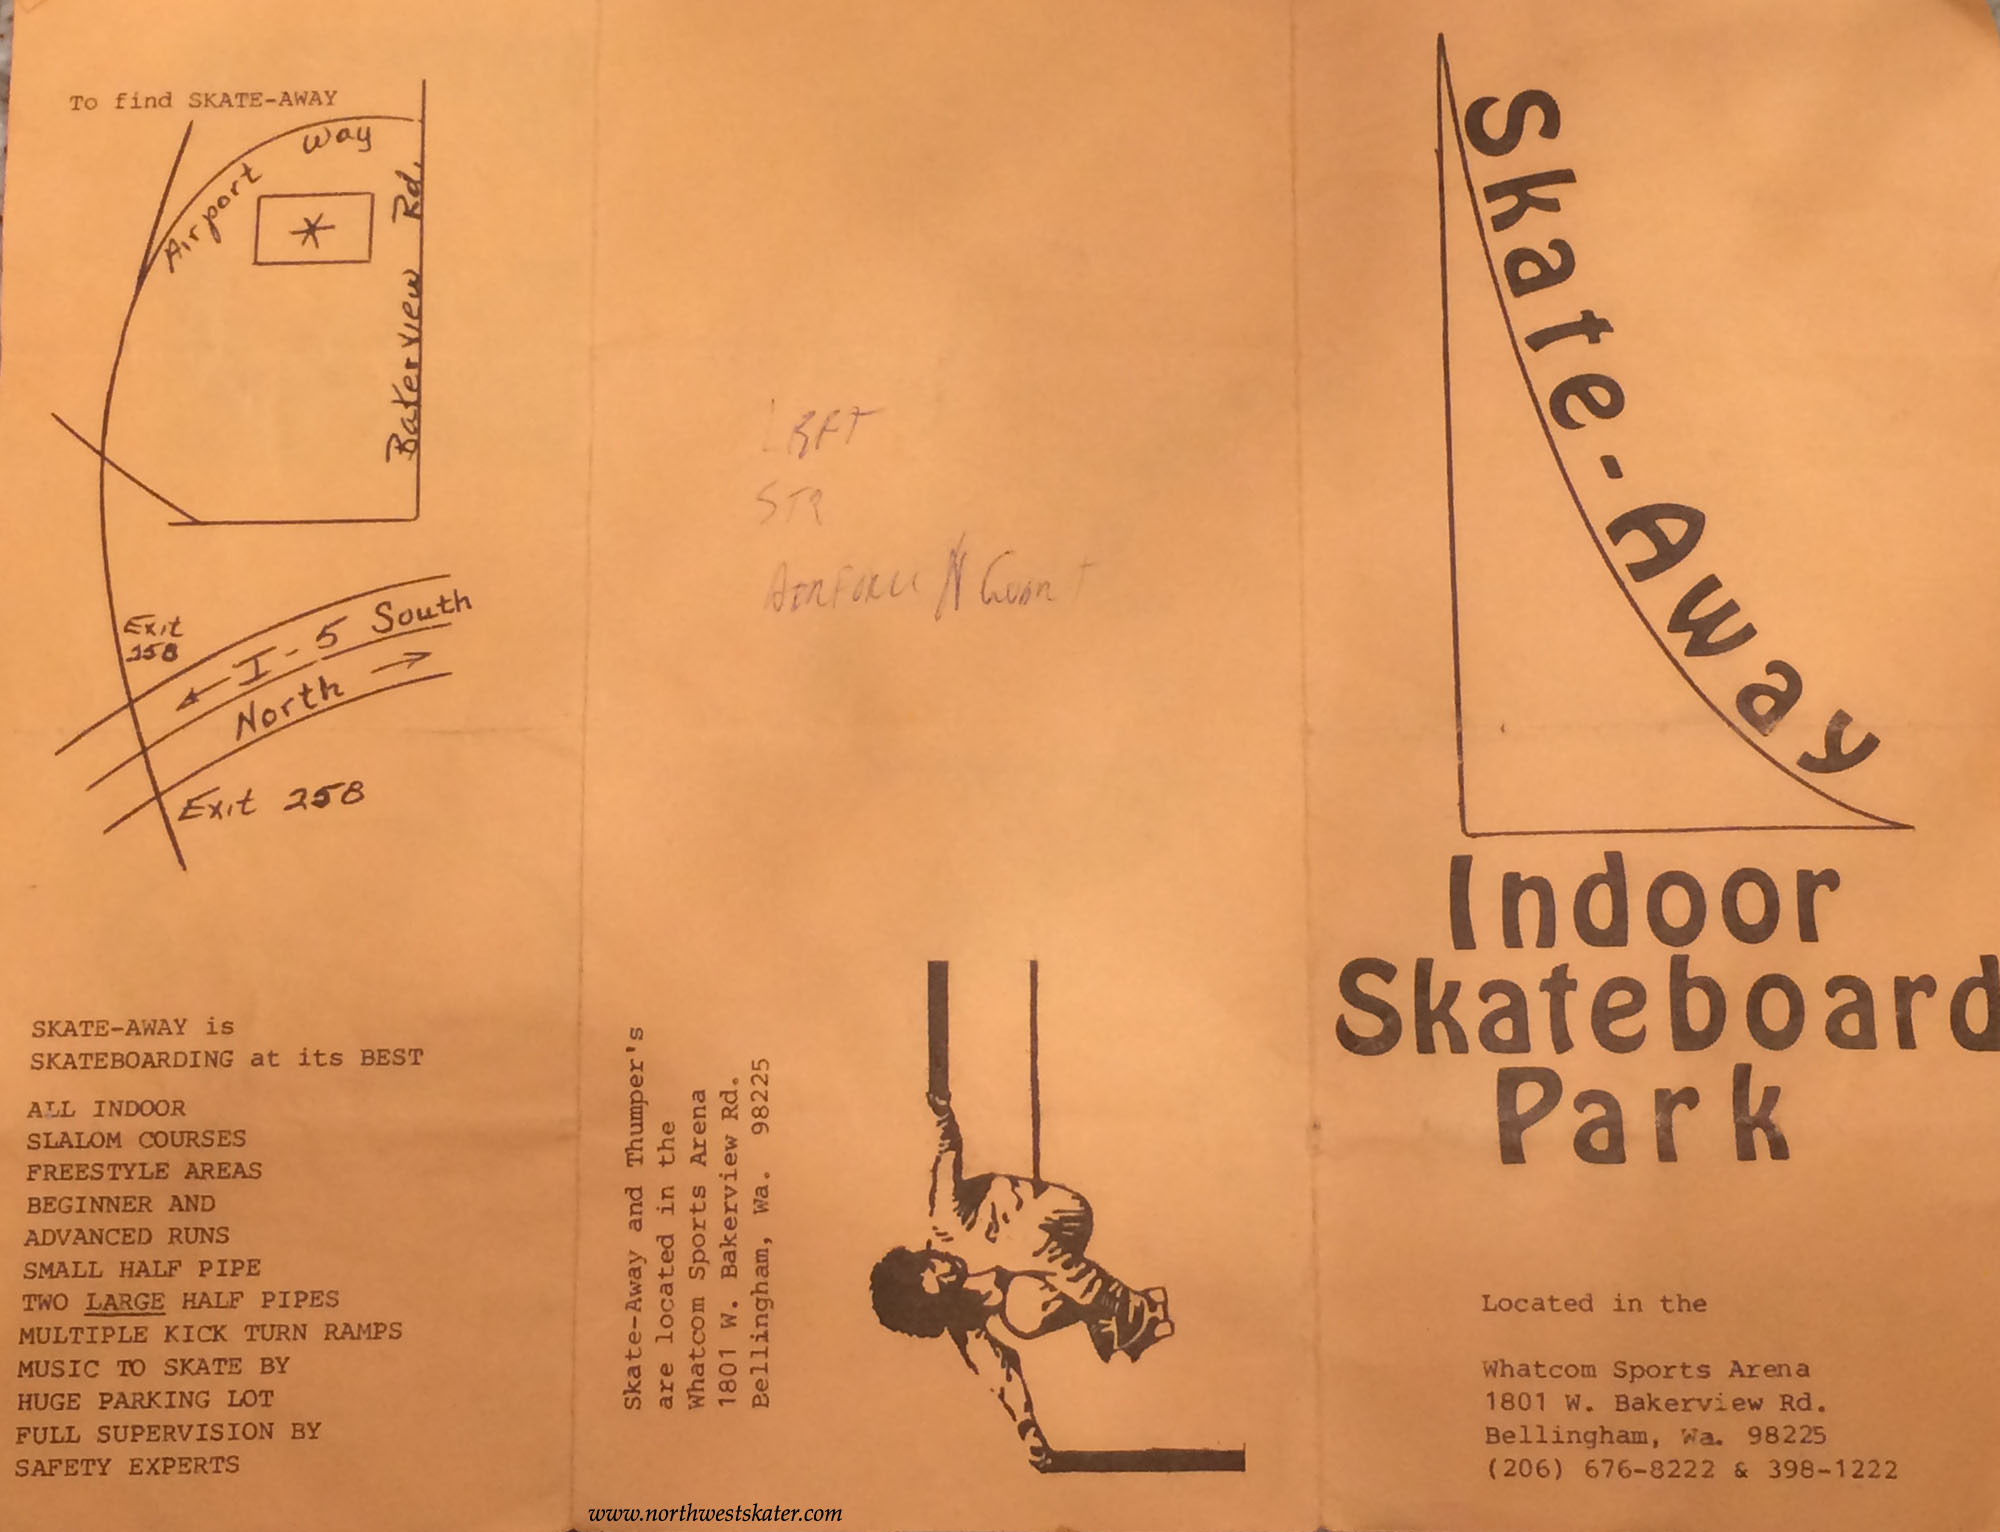 To find SKATE-AWAY
Airport Way
Bakerview Rd.
Exit
258
I-5 South
North
Exit 258
SKATE-AWAY is
SKATEBOARDING at its BEST
ALL INDOOR
SLALOM COURSES
FREESTYLE AREAS
BEGINNER AND
ADVANCED RUNS
SMALL HALF PIPE
TWO LARGE HALF PIPES
MULTIPLE KICK TURN RAMPS
MUSIC TO SKATE BY
HUGE PARKING LOT
FULL SUPERVISION BY
SAFETY EXPERTS
STR
Skate-Away and Thumper's
are located in the
Whatcom Sports Arena
1801 W. Bakerview Rd.
Bellingham, Wa. 98225
www.northwestskater.com
Skate-Away
Indoor
Skateboard
Park
Located in the
Whatcom Sports Arena
1801 W. Bakerview Rd.
Bellingham, Wa. 98225
(206) 676-8222 & 398-1222